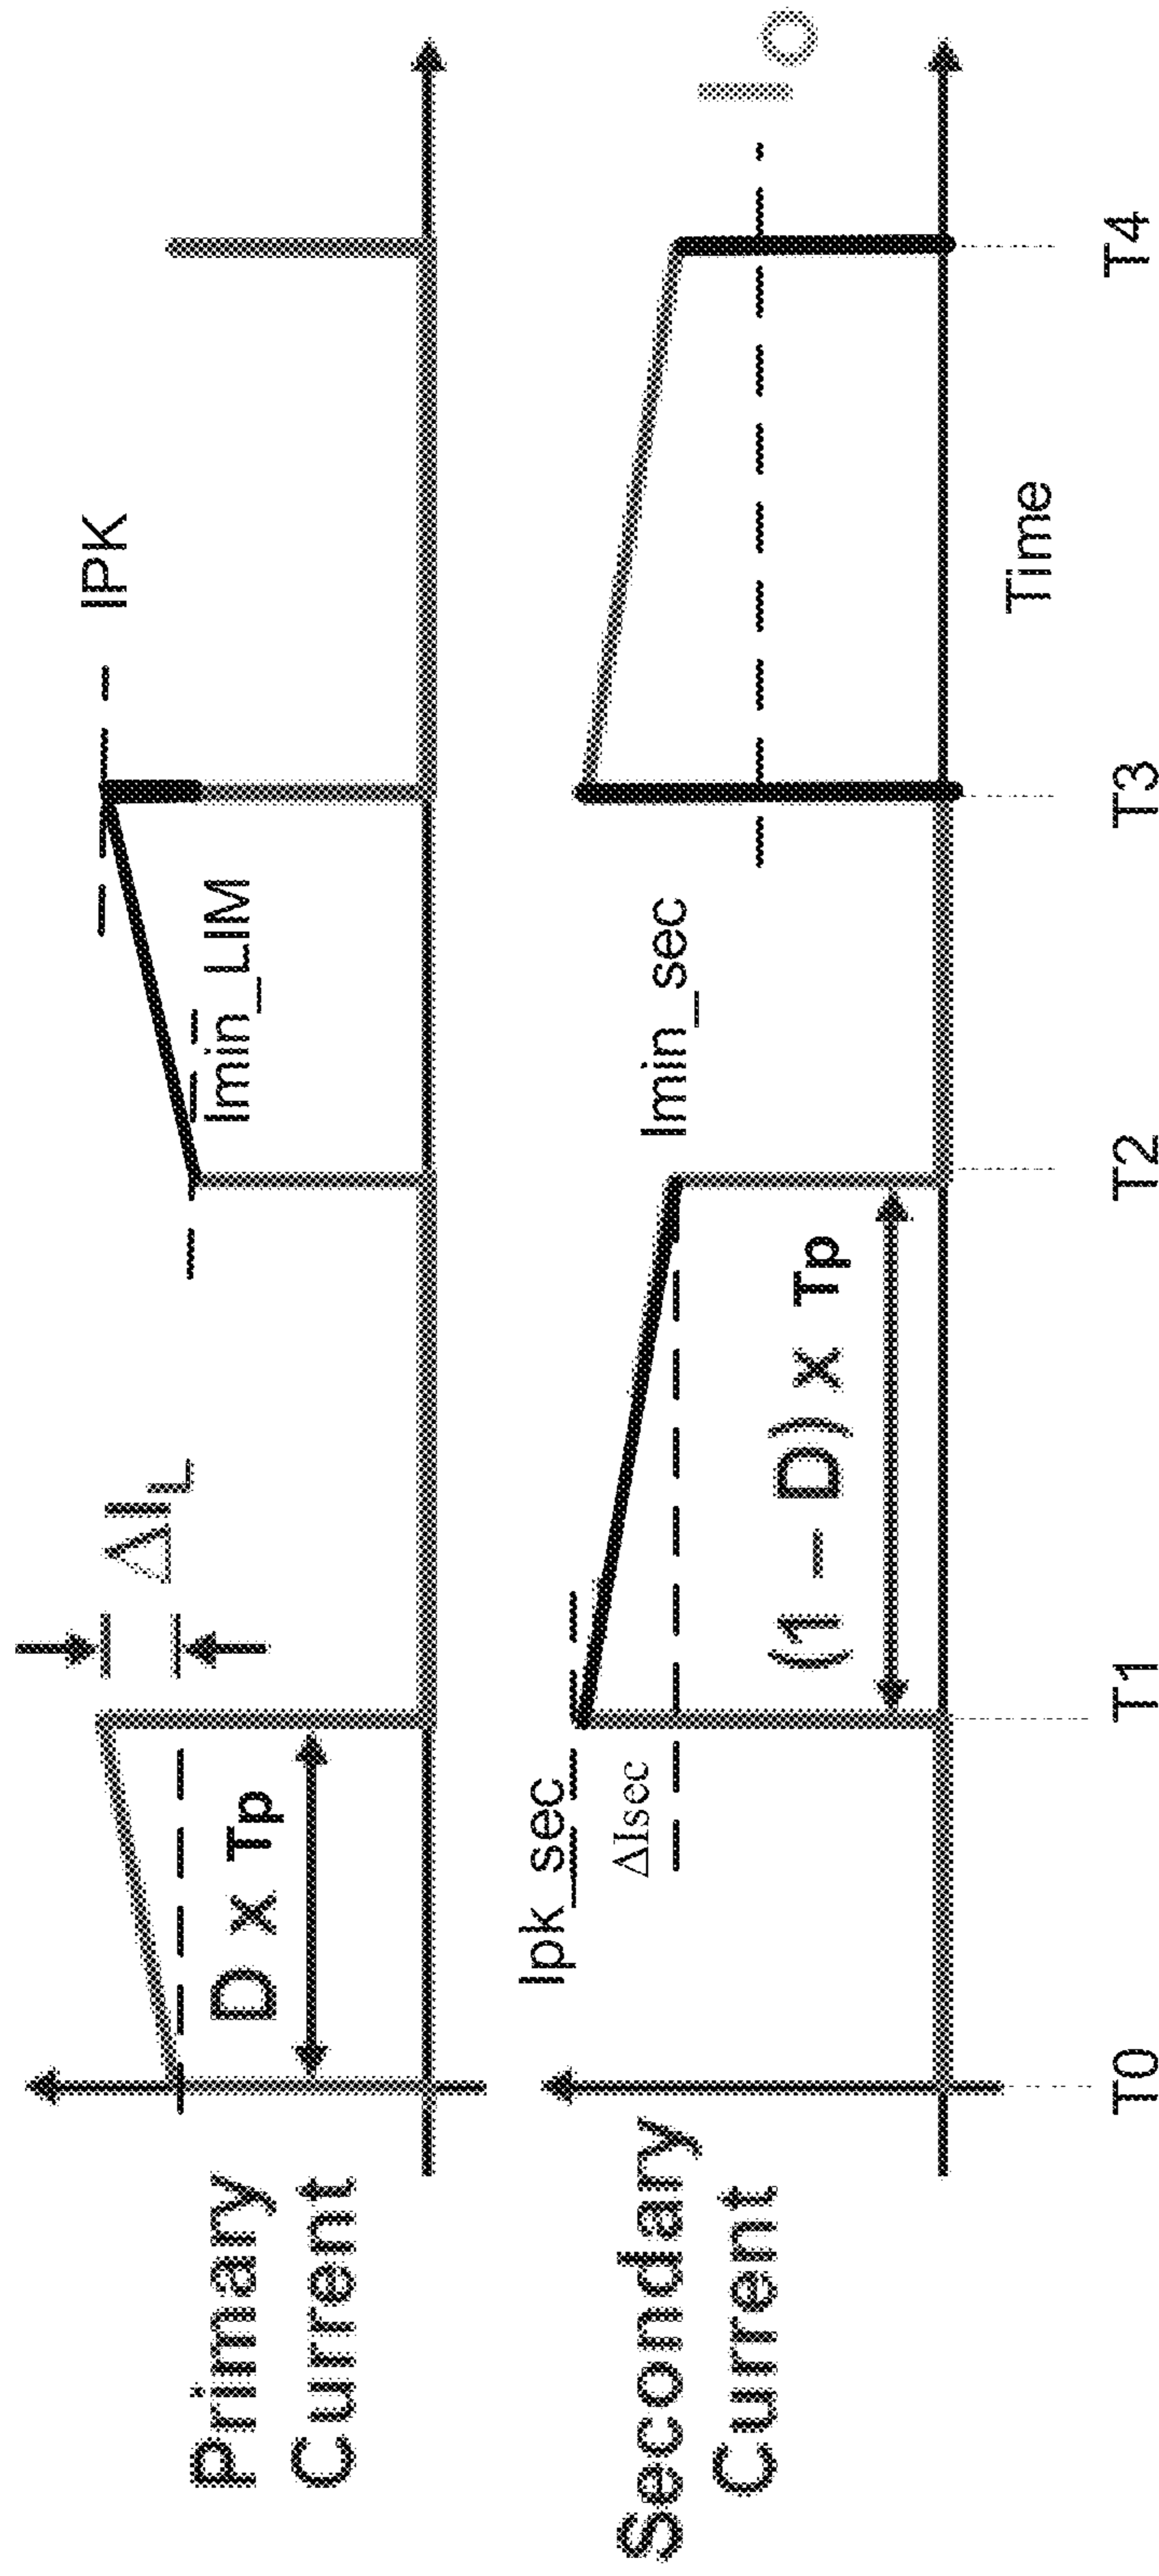 Primary
Current
ΔIL
IPK
D x Tp
Imin_LIM
Secondary
Current
Ipk_sec
ΔIsec
Imin_sec
IO
(1 – D) x Tp
Time
T0
T1
T2
T3
T4